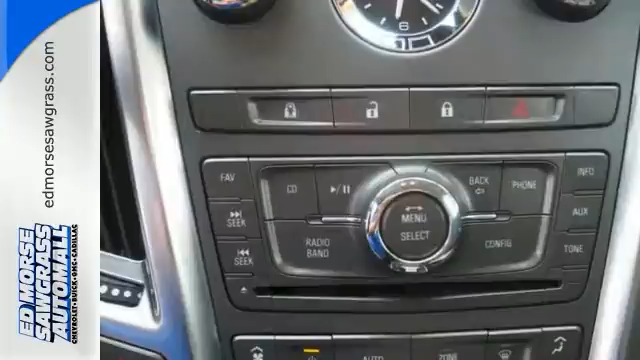 edmorsesawgrass.com
ED MORSE
SAWGRASS
AUTOMALL
CHEVROLET•BUICK•GMC•CADILLAC
6
FAV
CD
BACK
PHONE
INFO
SEEK
MENU
SELECT
AUX
RADIO
BAND
CONFIG
TONE
SEEK
AUTO
ZONE